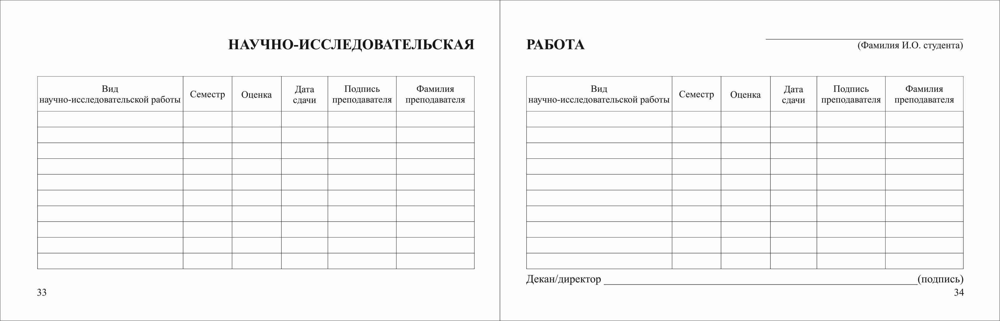 НАУЧНО-ИССЛЕДОВАТЕЛЬСКАЯ
Вид
научно-исследовательской работы
Семестр
Оценка
Дата
сдачи
Подпись
преподавателя
Фамилия
преподавателя
33
РАБОТА
(Фамилия И.О. студента)
Вид
научно-исследовательской работы
Семестр
Оценка
Дата
сдачи
Подпись
преподавателя
Фамилия
преподавателя
Декан/директор (подпись)
34